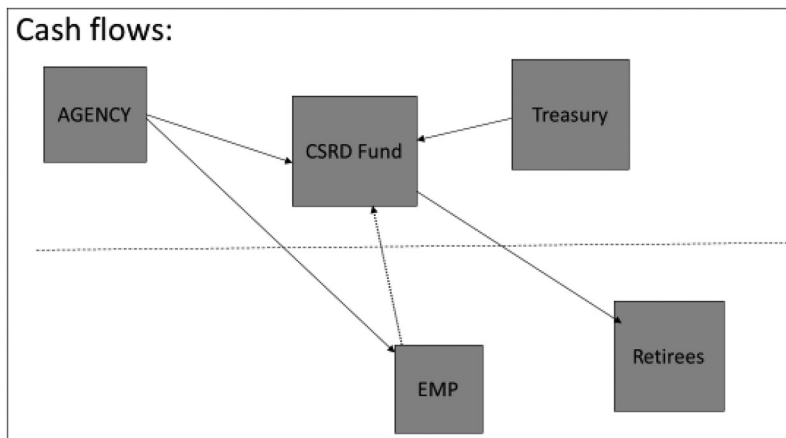 Cash flows:
AGENCY
CSRD Fund
Treasury
EMP
Retirees